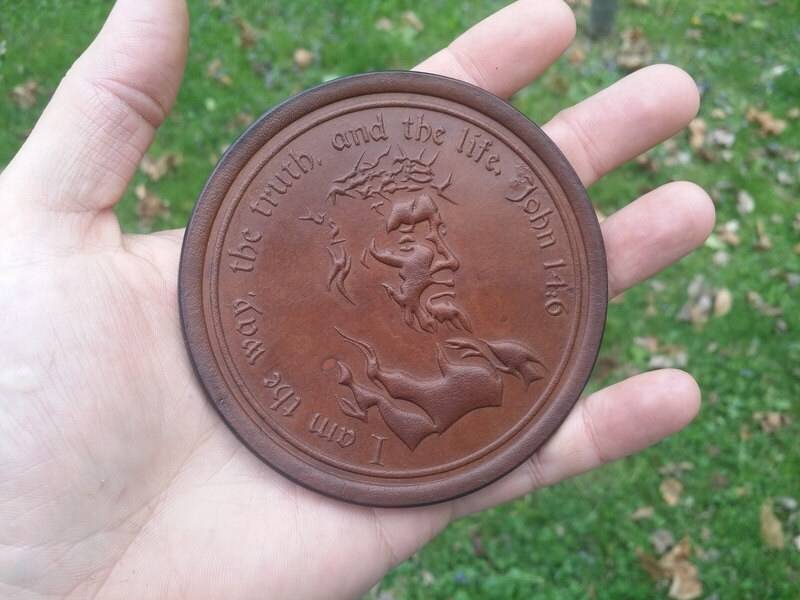 I am the way, the truth, and the life, John 14:6